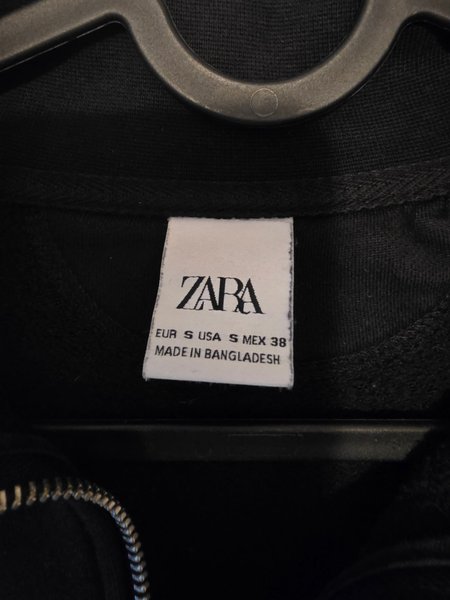 ZARA
EUR S USA S MEX 38
MADE IN BANGLADESH